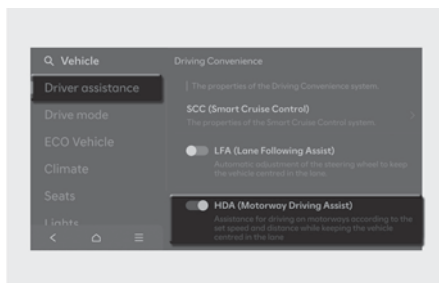 Vehicle
Driver assistance
Drive mode
ECO Vehicle
Climate
Seats
Lights
Driving Convenience
The properties of the Driving Convenience system.
SCC (Smart Cruise Control)
The properties of the Smart Cruise Control system.
LFA (Lane Following Assist)
Automatic adjustment of the steering wheel to keep
the vehicle centred in the lane.
HDA (Motorway Driving Assist)
Assistance for driving on motorways according to the
set speed and distance while keeping the vehicle
centred in the lane